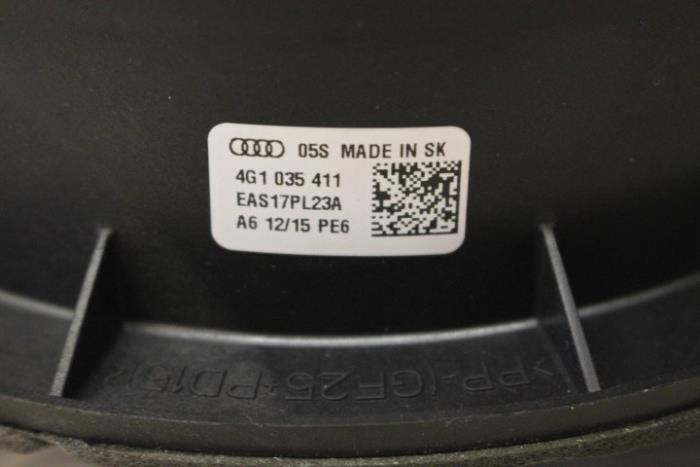 05S MADE IN SK
4G1 035 411
EAS17PL23A
A6 12/15 PE6
>PP-(GF25+PD15)<